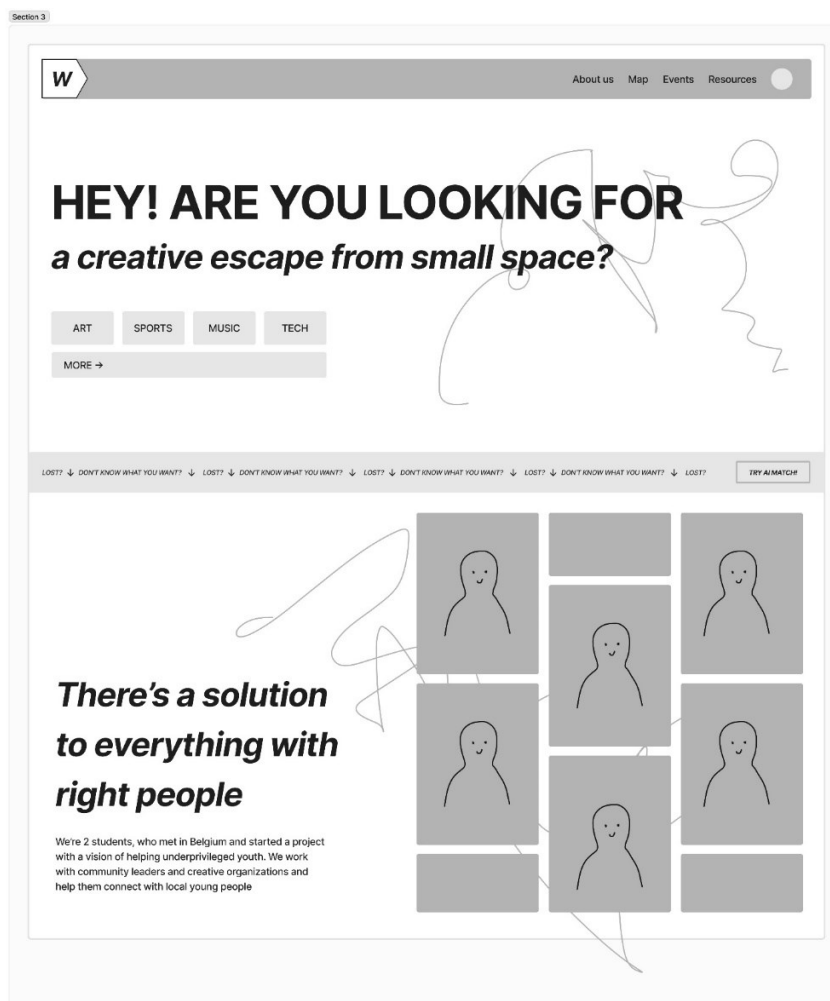 Section 3
W
About us Map Events Resources
HEY! ARE YOU LOOKING FOR
a creative escape from small space?
ART SPORTS MUSIC TECH
MORE →
LOST? ↓ DON'T KNOW WHAT YOU WANT? ↓ LOST? ↓ DON'T KNOW WHAT YOU WANT? ↓ LOST? ↓ DON'T KNOW WHAT YOU WANT? ↓ LOST? ↓ DON'T KNOW WHAT YOU WANT? ↓ LOST? TRY AI MATCH!
There's a solution
to everything with
right people
We're 2 students, who met in Belgium and started a project
with a vision of helping underprivileged youth. We work
with community leaders and creative organizations and
help them connect with local young people